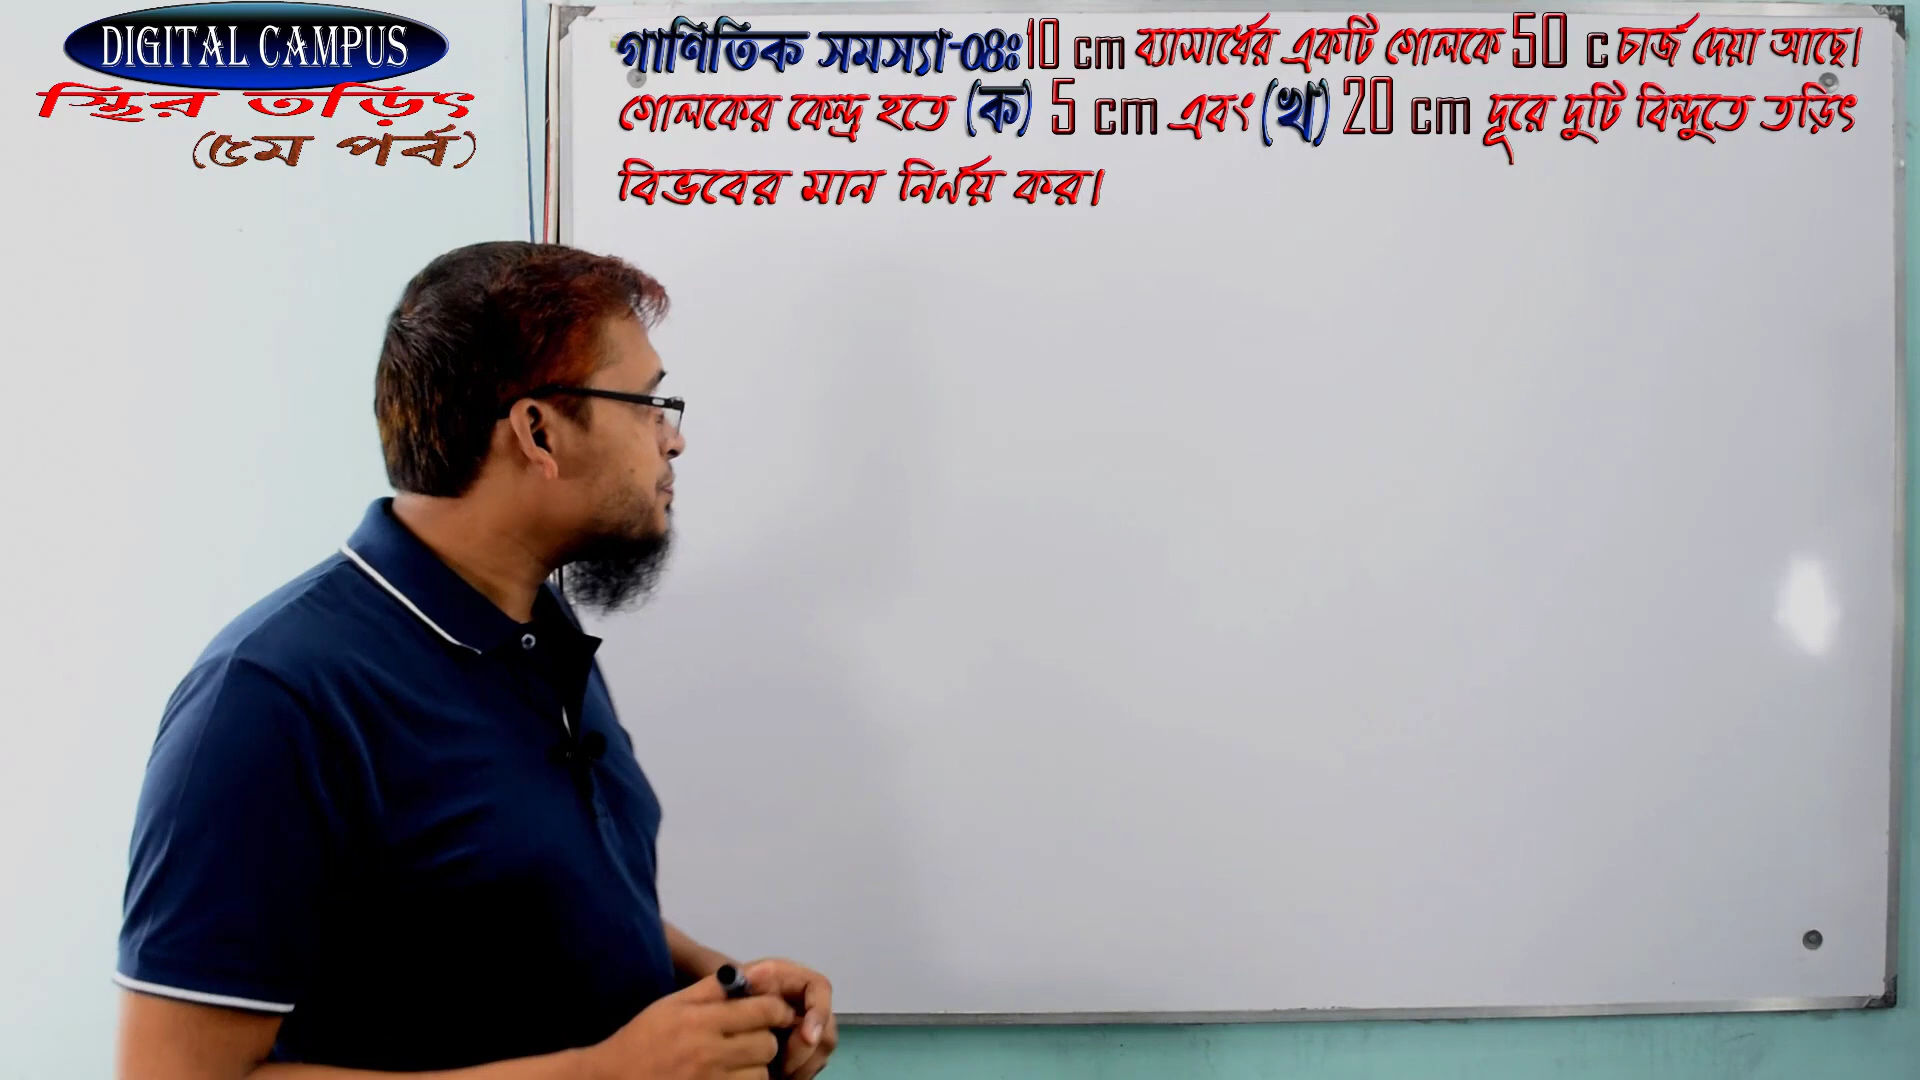 DIGITAL CAMPUS
স্থির তড়িৎ
(৫ম পর্ব)
গাণিতিক সমস্যা-০৪ঃ 10 cm ব্যাসার্ধের একটি গোলকে 50 c চার্জ দেয়া আছে।
গোলকের কেন্দ্র হতে (ক) 5 cm এবং (খ) 20 cm দূরে দুটি বিন্দুতে তড়িৎ
বিভবের মান নির্ণয় কর।